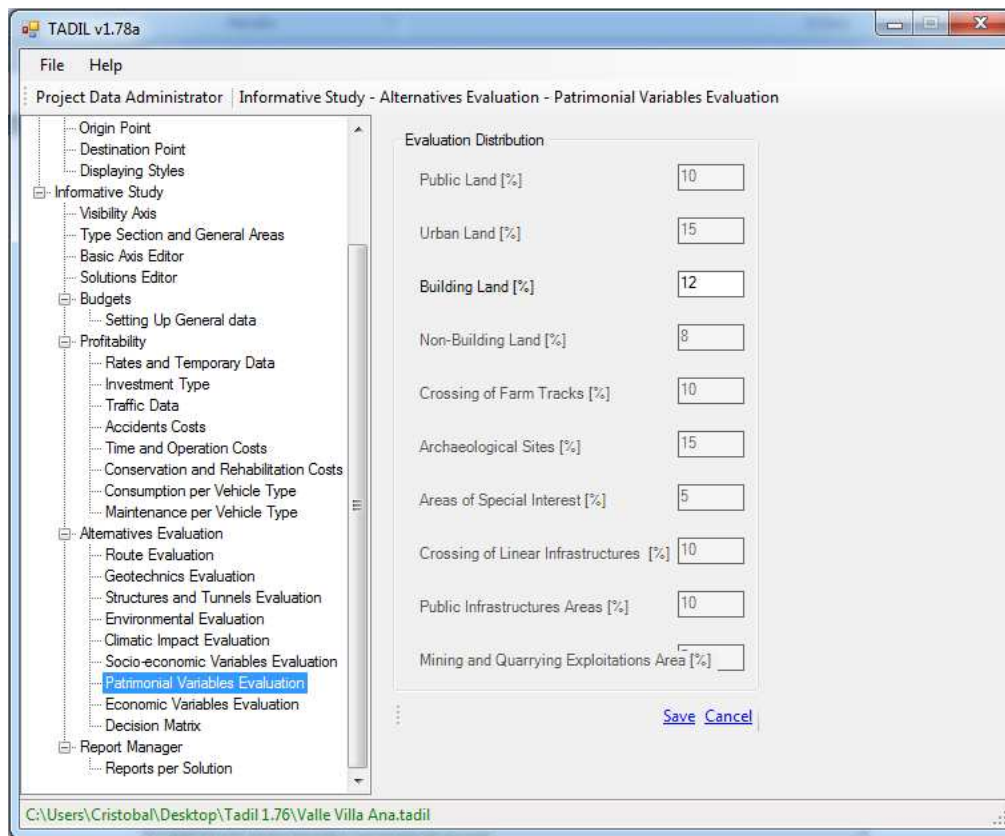 TADIL v1.78a
File Help
Project Data Administrator Informative Study - Alternatives Evaluation - Patrimonial Variables Evaluation
Origin Point
Destination Point
Displaying Styles
Informative Study
Visibility Axis
Type Section and General Areas
Basic Axis Editor
Solutions Editor
Budgets
Setting Up General data
Profitability
Rates and Temporary Data
Investment Type
Traffic Data
Accidents Costs
Time and Operation Costs
Conservation and Rehabilitation Costs
Consumption per Vehicle Type
Maintenance per Vehicle Type
Alternatives Evaluation
Route Evaluation
Geotechnics Evaluation
Structures and Tunnels Evaluation
Environmental Evaluation
Climatic Impact Evaluation
Socio-economic Variables Evaluation
Patrimonial Variables Evaluation
Economic Variables Evaluation
Decision Matrix
Report Manager
Reports per Solution
Evaluation Distribution
Public Land [%] 10
Urban Land [%] 15
Building Land [%] 12
Non-Building Land [%] 8
Crossing of Farm Tracks [%] 10
Archaeological Sites [%] 15
Areas of Special Interest [%] 5
Crossing of Linear Infrastructures [%] 10
Public Infrastructures Areas [%] 10
Mining and Quarrying Exploitations Area [%]
Save Cancel
C:\Users\Cristobal\Desktop\Tadil 1.76\Valle Villa Ana.tadil